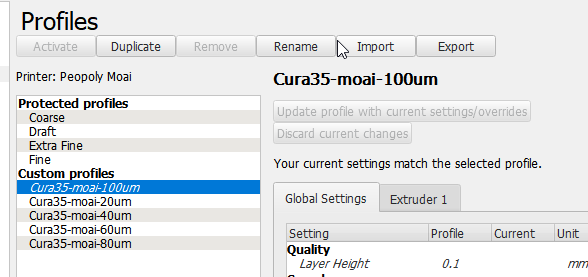 Profiles
Activate Duplicate Remove Rename Import Export
Printer: Peopoly Moai
Cura35-moai-100um
Protected profiles
Coarse
Draft
Extra Fine
Fine
Custom profiles
Cura35-moai-100um
Cura35-moai-20um
Cura35-moai-40um
Cura35-moai-60um
Cura35-moai-80um
Update profile with current settings/overrides
Discard current changes
Your current settings match the selected profile.
Global Settings Extruder 1
Setting Profile Current Unit
Quality
Layer Height 0.1 mm